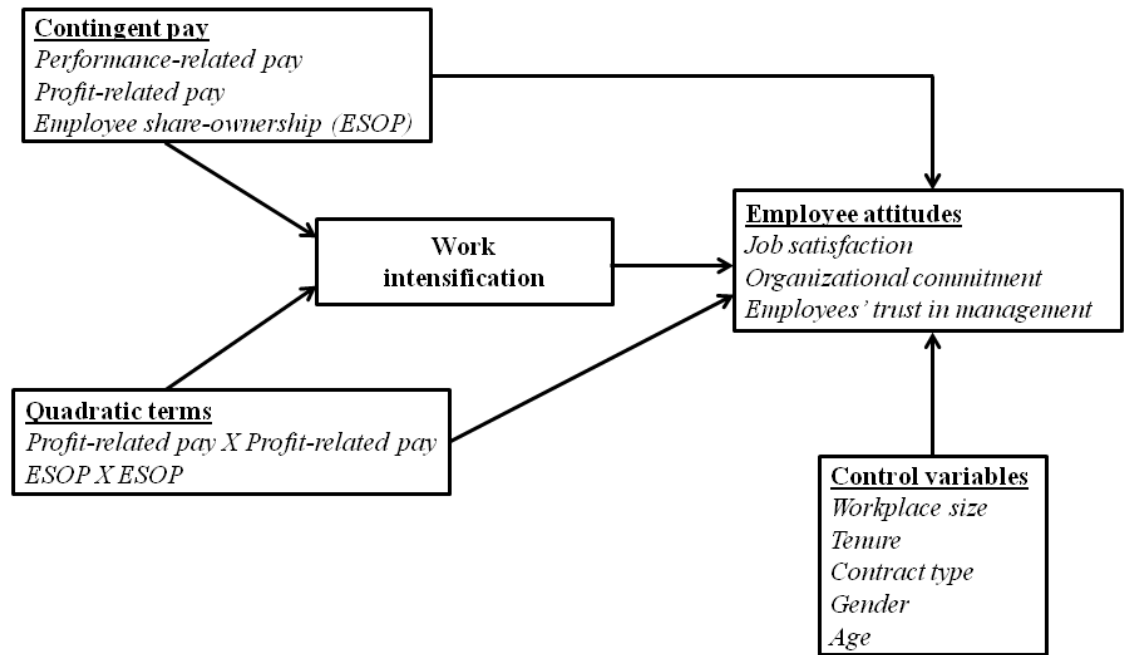 Contingent pay
Performance-related pay
Profit-related pay
Employee share-ownership (ESOP)
Work
intensification
Employee attitudes
Job satisfaction
Organizational commitment
Employees’ trust in management
Quadratic terms
Profit-related pay X Profit-related pay
ESOP X ESOP
Control variables
Workplace size
Tenure
Contract type
Gender
Age